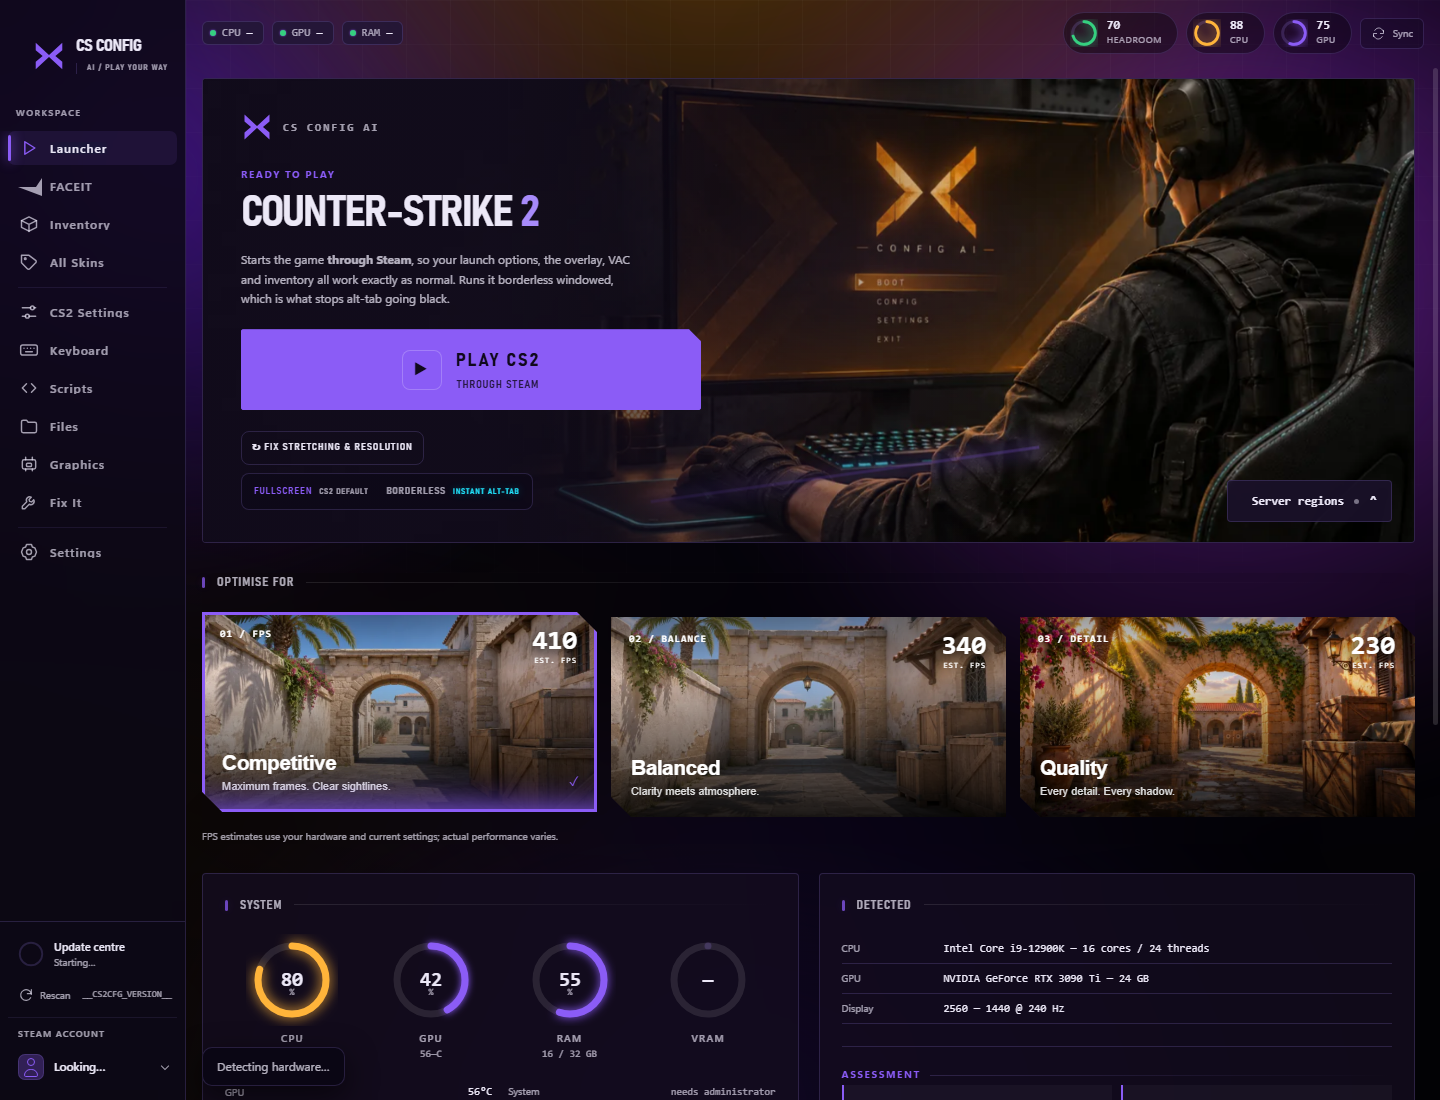 CS CONFIG
AI / PLAY YOUR WAY
WORKSPACE
Launcher
FACEIT
Inventory
All Skins
CS2 Settings
Keyboard
Scripts
Files
Graphics
Fix It
Settings
Update centre
Starting...
Rescan
__CS2CFG_VERSION__
STEAM ACCOUNT
Looking...
CPU —
GPU —
RAM —
70
HEADROOM
88
CPU
75
GPU
Sync
CS CONFIG AI
READY TO PLAY
COUNTER-STRIKE 2
Starts the game through Steam, so your launch options, the overlay, VAC
and inventory all work exactly as normal. Runs it borderless windowed,
which is what stops alt-tab going black.
PLAY CS2
THROUGH STEAM
↻ FIX STRETCHING & RESOLUTION
FULLSCREEN CS2 DEFAULT BORDERLESS INSTANT ALT-TAB
— CONFIG AI —
BOOT
CONFIG
SETTINGS
EXIT
Server regions • ^
OPTIMISE FOR
01 / FPS
410
EST. FPS
Competitive
Maximum frames. Clear sightlines.
✓
02 / BALANCE
340
EST. FPS
Balanced
Clarity meets atmosphere.
03 / DETAIL
230
EST. FPS
Quality
Every detail. Every shadow.
FPS estimates use your hardware and current settings; actual performance varies.
SYSTEM
80
%
CPU
42
%
GPU
56—C
55
%
RAM
16 / 32 GB
—
VRAM
Detecting hardware...
GPU
56°C
System
needs administrator
DETECTED
CPU
Intel Core i9-12900K — 16 cores / 24 threads
GPU
NVIDIA GeForce RTX 3090 Ti — 24 GB
Display
2560 — 1440 @ 240 Hz
ASSESSMENT